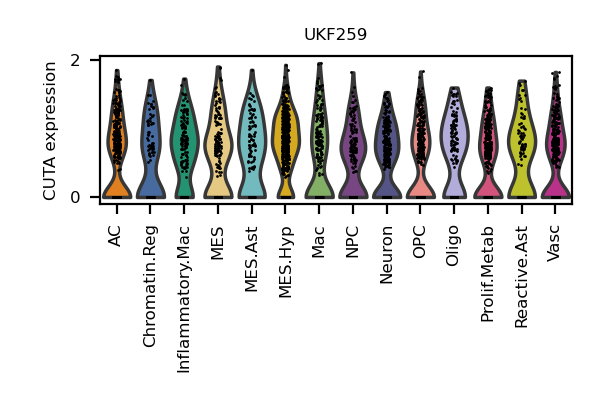 UKF259
CUTA expression
2
0
AC
Chromatin.Reg
Inflammatory.Mac
MES
MES.Ast
MES.Hyp
Mac
NPC
Neuron
OPC
Oligo
Prolif.Metab
Reactive.Ast
Vasc